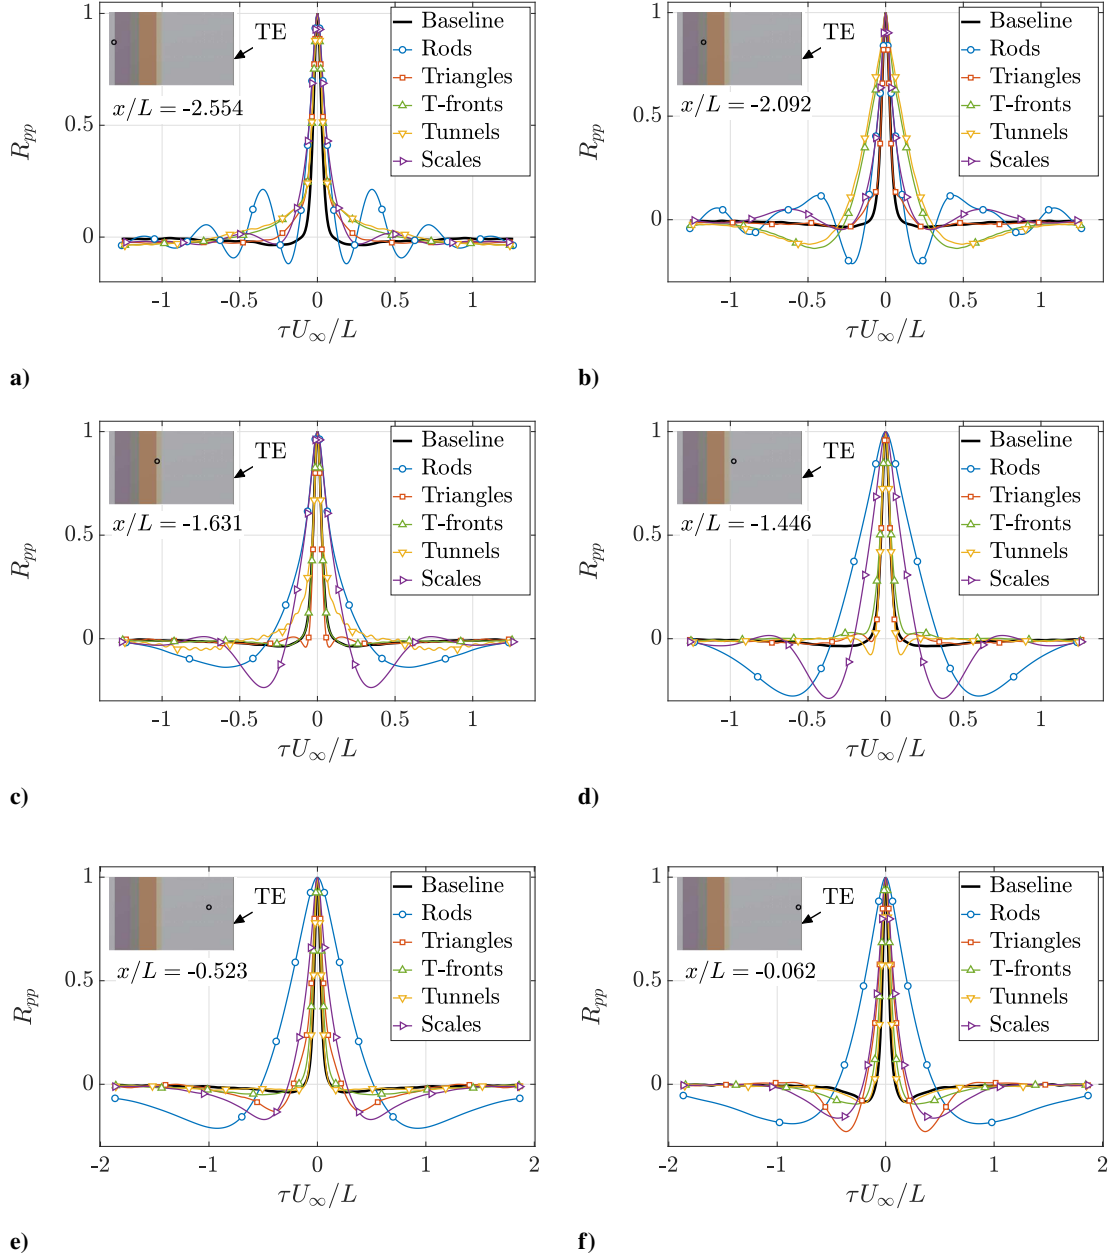 1
0.5
0
-1
-0.5
0
0.5
1
R_pp
τU_∞/L
x/L = -2.554
TE
Baseline
Rods
Triangles
T-fronts
Tunnels
Scales
a)
1
0.5
0
-1
-0.5
0
0.5
1
R_pp
τU_∞/L
x/L = -2.092
TE
Baseline
Rods
Triangles
T-fronts
Tunnels
Scales
b)
1
0.5
0
-1
-0.5
0
0.5
1
R_pp
τU_∞/L
x/L = -1.631
TE
Baseline
Rods
Triangles
T-fronts
Tunnels
Scales
c)
1
0.5
0
-1
-0.5
0
0.5
1
R_pp
τU_∞/L
x/L = -1.446
TE
Baseline
Rods
Triangles
T-fronts
Tunnels
Scales
d)
1
0.5
0
-2
-1
0
1
2
R_pp
τU_∞/L
x/L = -0.523
TE
Baseline
Rods
Triangles
T-fronts
Tunnels
Scales
e)
1
0.5
0
-2
-1
0
1
2
R_pp
τU_∞/L
x/L = -0.062
TE
Baseline
Rods
Triangles
T-fronts
Tunnels
Scales
f)